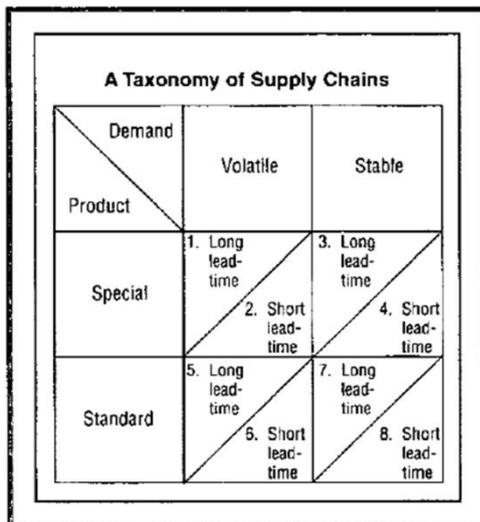 A Taxonomy of Supply Chains
Demand
Product
Volatile
Stable
Special
1. Long
lead-
time
2. Short
lead-
time
3. Long
lead-
time
4. Short
lead-
time
Standard
5. Long
lead-
time
6. Short
lead-
time
7. Long
lead-
time
8. Short
lead-
time